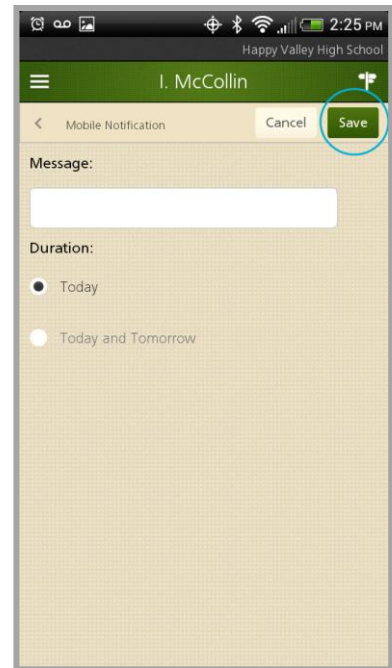 2:25 PM
Happy Valley High School
I. McCollin
Mobile Notification
Cancel
Save
Message:
Duration:
Today
Today and Tomorrow